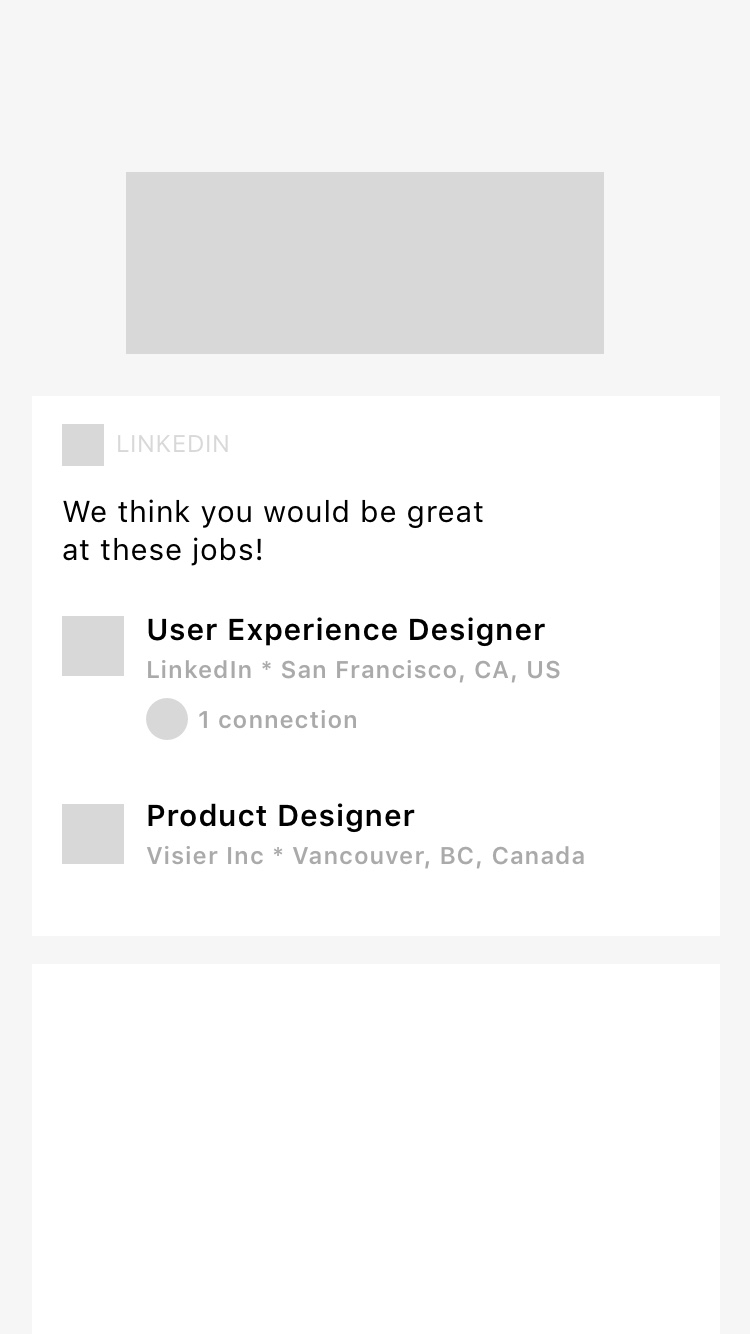 LINKEDIN
We think you would be great
at these jobs!
User Experience Designer
LinkedIn * San Francisco, CA, US
1 connection
Product Designer
Visier Inc * Vancouver, BC, Canada